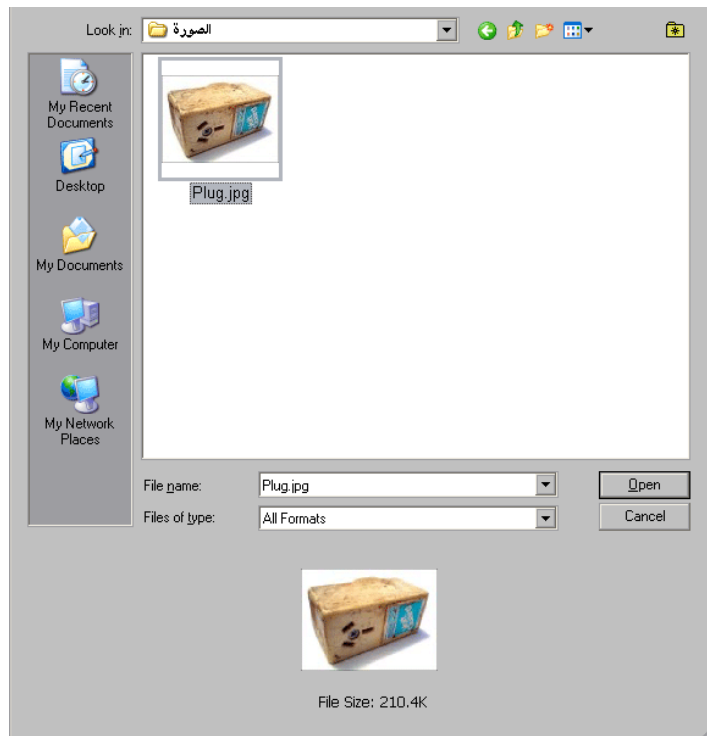 Look in:
الصورة
My Recent
Documents
Desktop
My Documents
My Computer
My Network
Places
Plug.jpg
File name:
Plug.jpg
Open
Files of type:
All Formats
Cancel
File Size: 210.4K